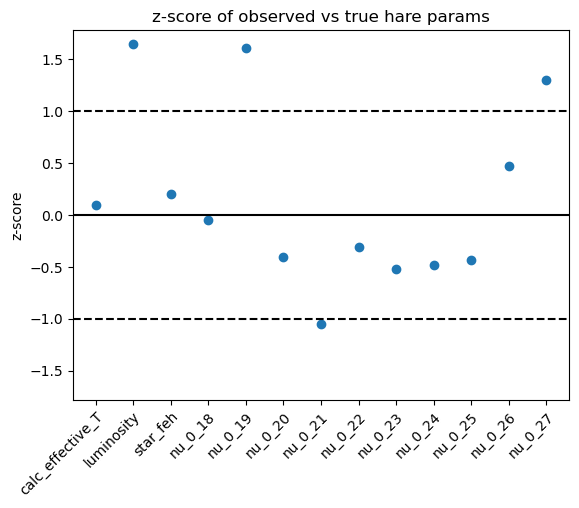 z-score of observed vs true hare params
z-score
1.5
1.0
0.5
0.0
−0.5
−1.0
−1.5
calc_effective_T
luminosity
star_feh
nu_0_18
nu_0_19
nu_0_20
nu_0_21
nu_0_22
nu_0_23
nu_0_24
nu_0_25
nu_0_26
nu_0_27